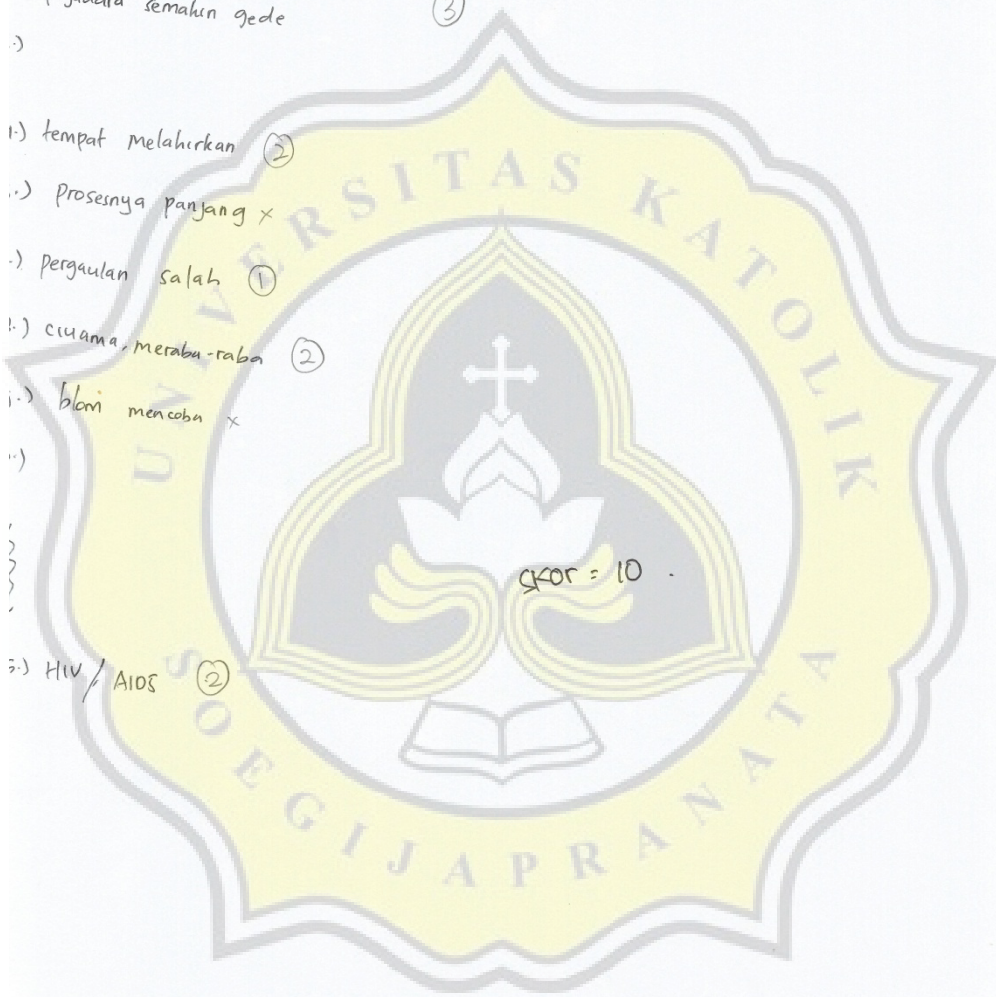 semakin gede ③
.)
.) tempat melahirkan ②
.) prosesnya panjang x
.) pergaulan salah ①
.) ciuama, meraba-raba ②
.) blom mencoba x
.)
SKOR = 10 .
5.) HIV / AIDS ②
UNIVERSITAS KATOLIK
SOEGIJAPRANATA